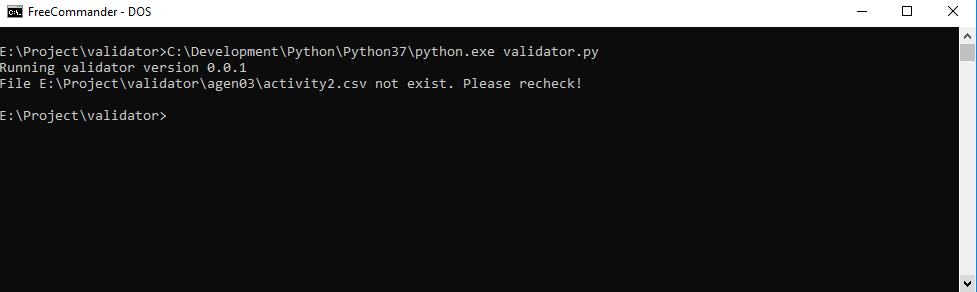 FreeCommander - DOS
E:\Project\validator>C:\Development\Python\Python37\python.exe validator.py
Running validator version 0.0.1
File E:\Project\validator\agen03\activity2.csv not exist. Please recheck!
E:\Project\validator>